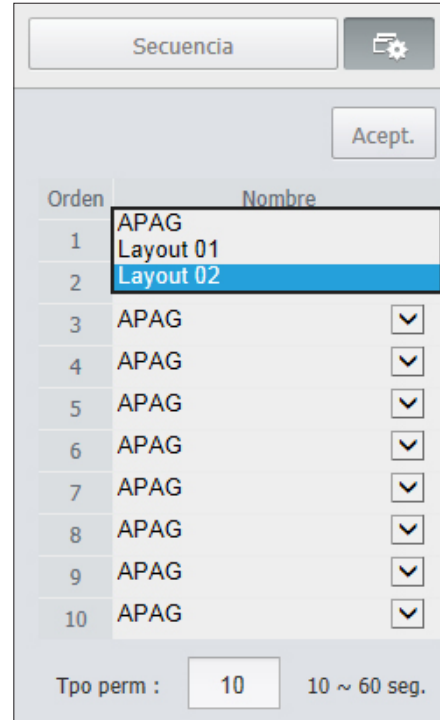 Secuencia
Acept.
Orden Nombre
1 APAG
Layout 01
2 Layout 02
3 APAG
4 APAG
5 APAG
6 APAG
7 APAG
8 APAG
9 APAG
10 APAG
Tpo perm : 10 10 ~ 60 seg.